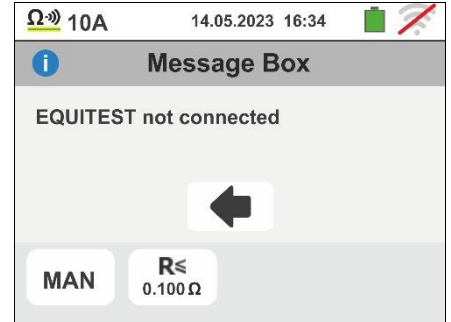 Ω 10A 14.05.2023 16:34
Message Box
EQUITEST not connected
MAN
R≤
0.100 Ω